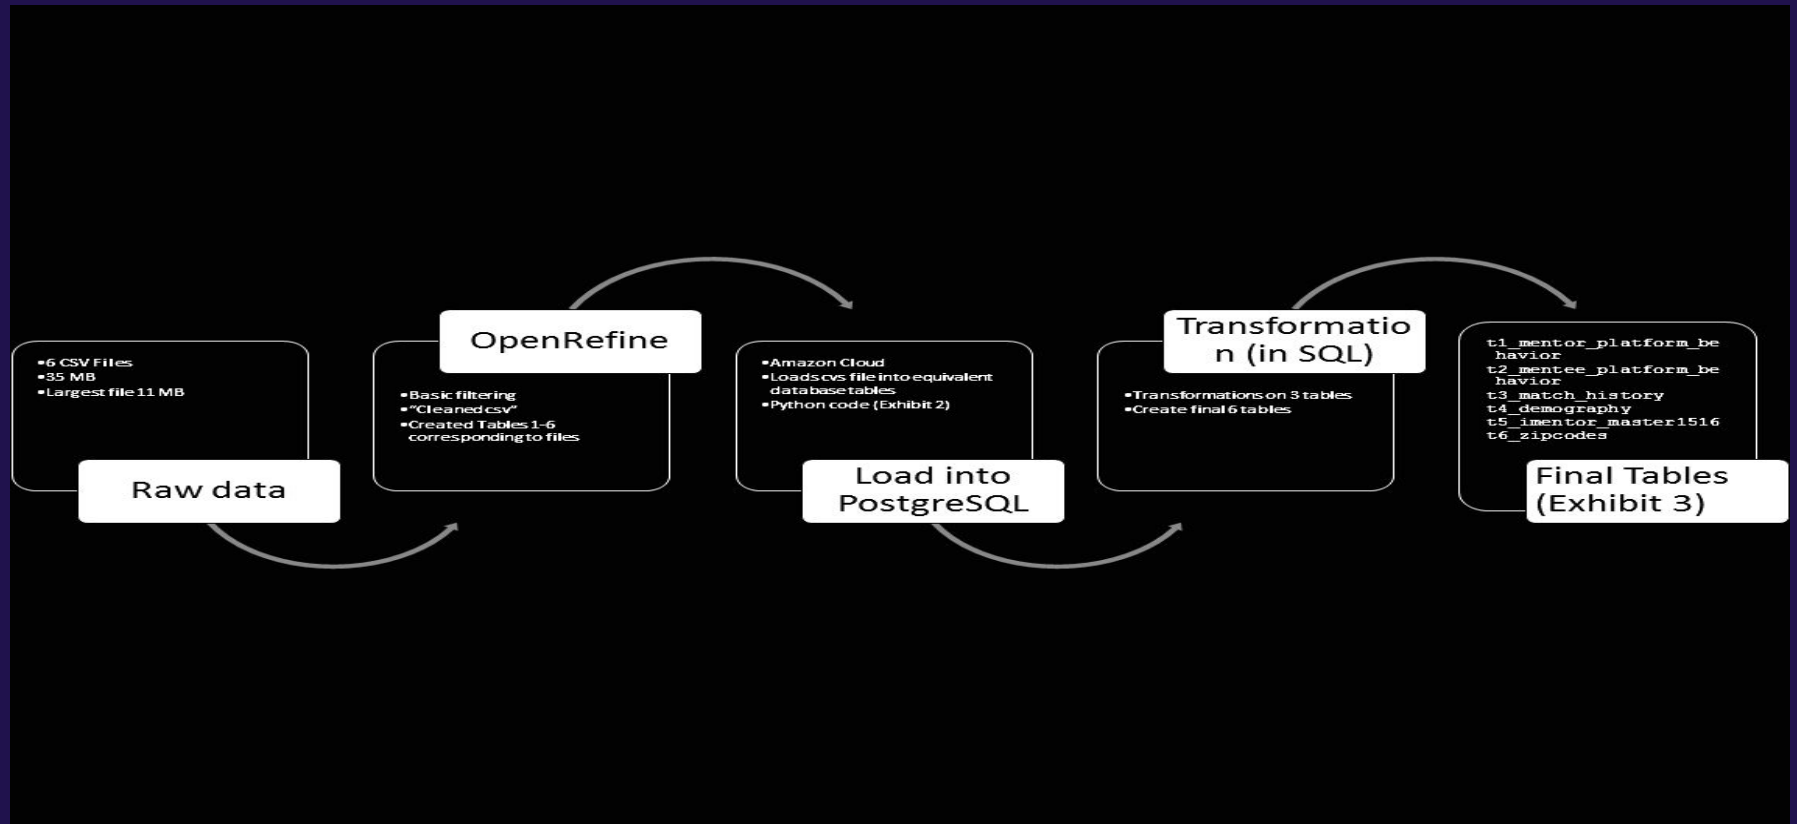 •6 CSV Files
•35 MB
•Largest file 11 MB
Raw data
OpenRefine
•Basic filtering
•"Cleaned csv"
•Created Tables 1-6
corresponding to files
•Amazon Cloud
•Loads cvs file into equivalent
database tables
•Python code (Exhibit 2)
Load into
PostgreSQL
Transformatio
n (in SQL)
•Transformations on 3 tables
•Create final 6 tables
t1_mentor_platform_be
havior
t2_mentee_platform_be
havior
t3_match_history
t4_demography
t5_imentor_master1516
t6_zipcodes
Final Tables
(Exhibit 3)